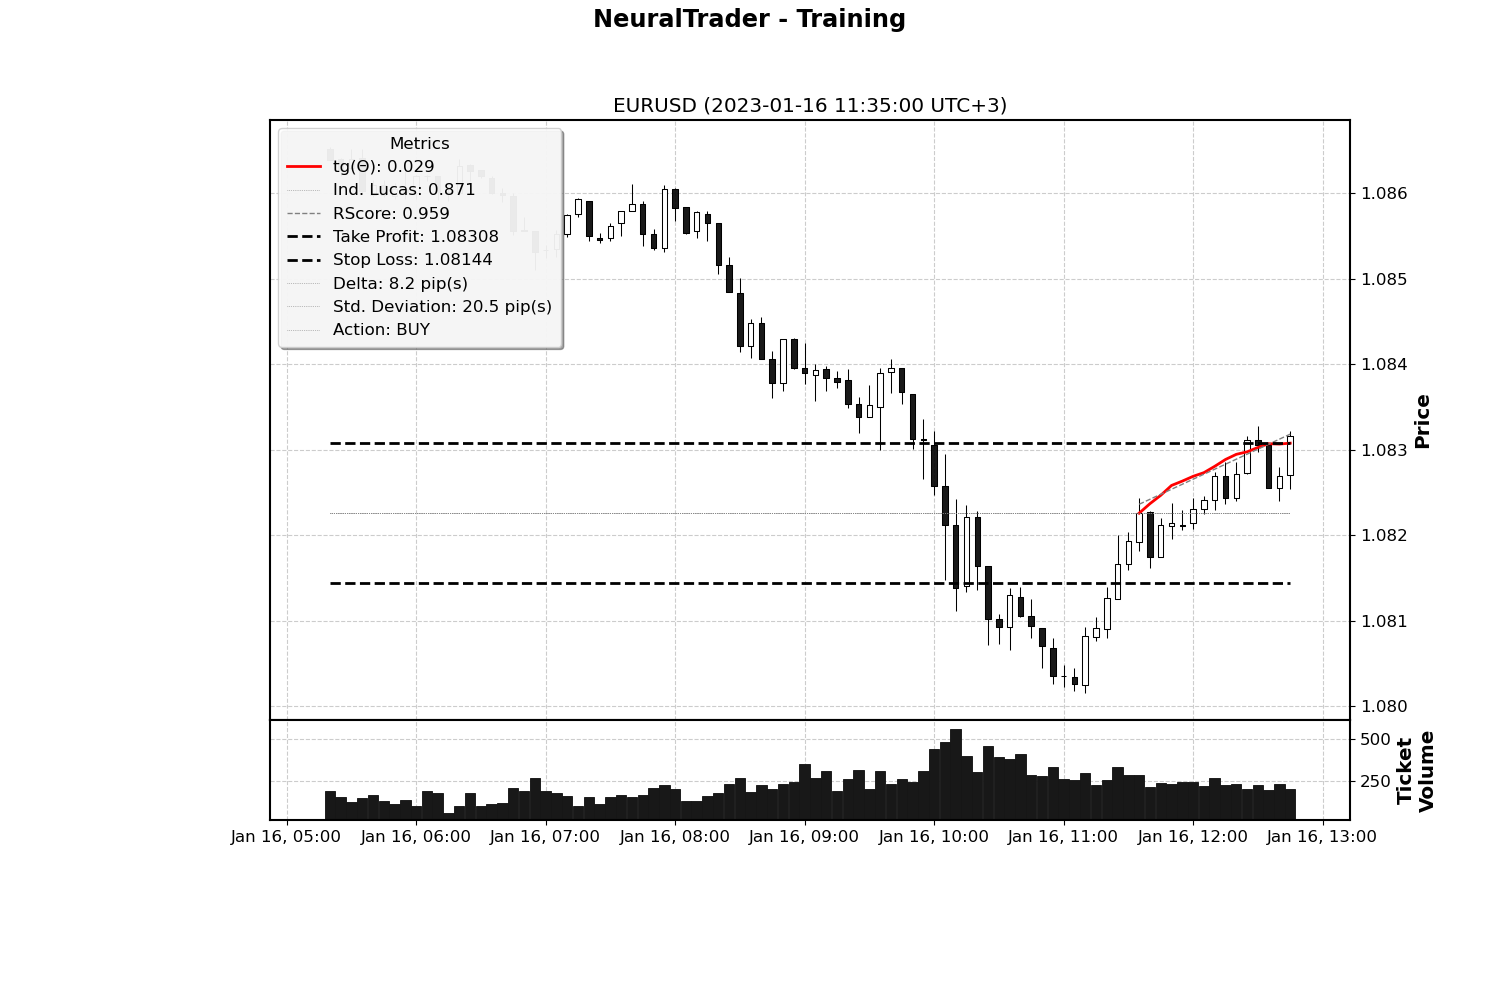 NeuralTrader - Training
EURUSD (2023-01-16 11:35:00 UTC+3)
Metrics
tg(Θ): 0.029
Ind. Lucas: 0.871
RScore: 0.959
Take Profit: 1.08308
Stop Loss: 1.08144
Delta: 8.2 pip(s)
Std. Deviation: 20.5 pip(s)
Action: BUY
1.086
1.085
1.084
1.083
1.082
1.081
1.080
Price
500
250
Ticket
Volume
Jan 16, 05:00
Jan 16, 06:00
Jan 16, 07:00
Jan 16, 08:00
Jan 16, 09:00
Jan 16, 10:00
Jan 16, 11:00
Jan 16, 12:00
Jan 16, 13:00